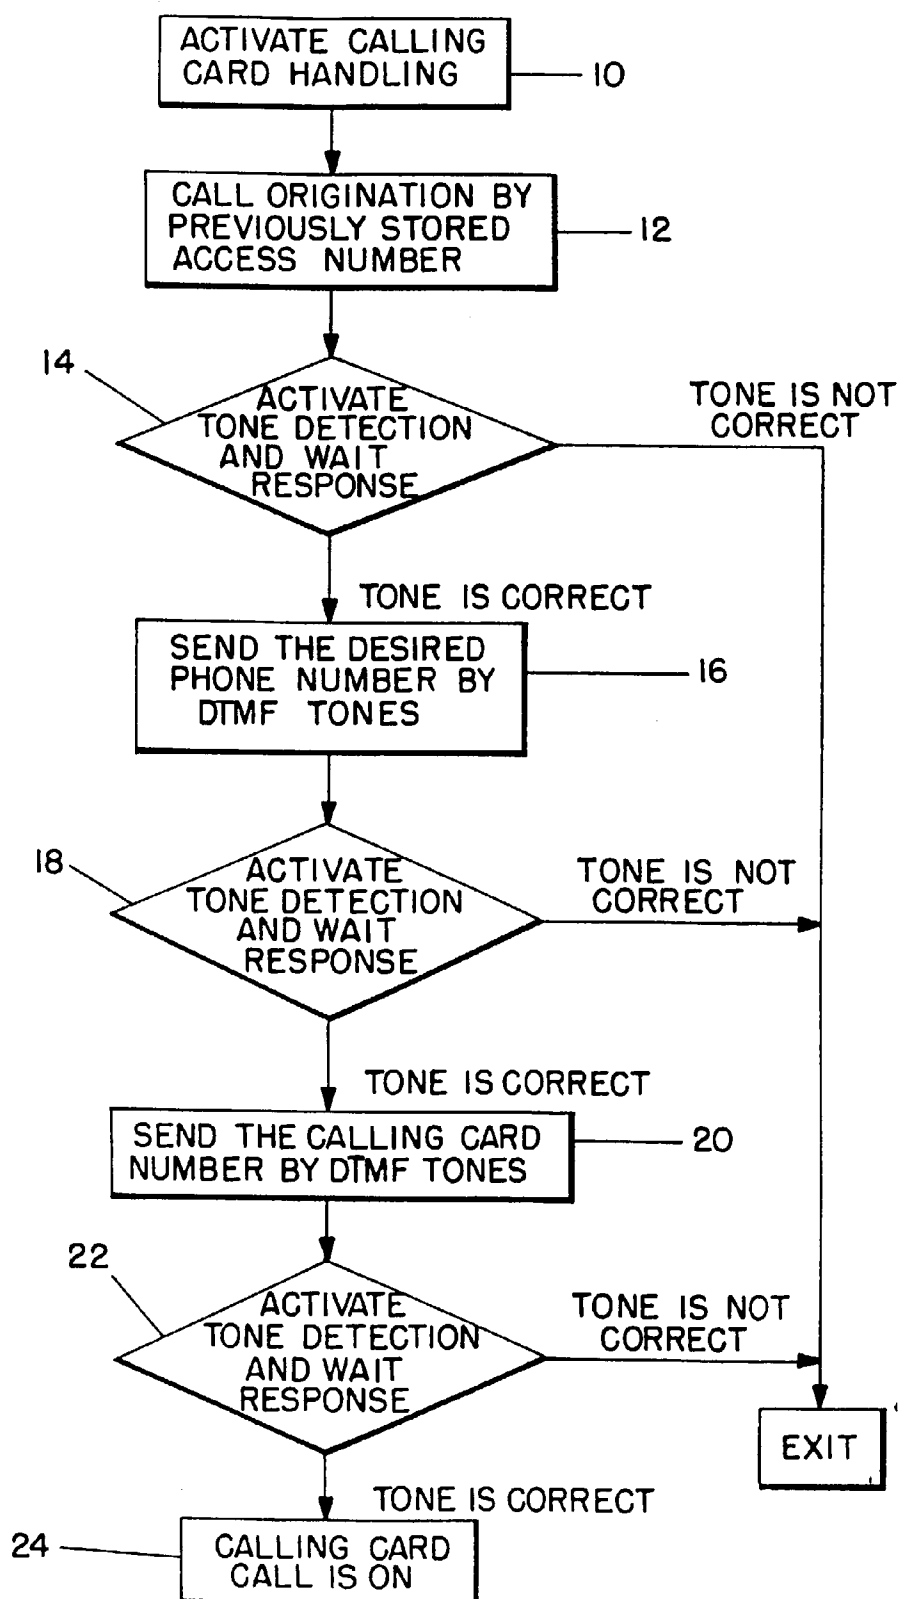 ACTIVATE CALLING
CARD HANDLING
10
CALL ORIGINATION BY
PREVIOUSLY STORED
ACCESS NUMBER
12
14
ACTIVATE
TONE DETECTION
AND WAIT
RESPONSE
TONE IS NOT
CORRECT
TONE IS CORRECT
SEND THE DESIRED
PHONE NUMBER BY
DTMF TONES
16
18
ACTIVATE
TONE DETECTION
AND WAIT
RESPONSE
TONE IS NOT
CORRECT
TONE IS CORRECT
SEND THE CALLING CARD
NUMBER BY DTMF TONES
20
22
ACTIVATE
TONE DETECTION
AND WAIT
RESPONSE
TONE IS NOT
CORRECT
EXIT
TONE IS CORRECT
24
CALLING CARD
CALL IS ON